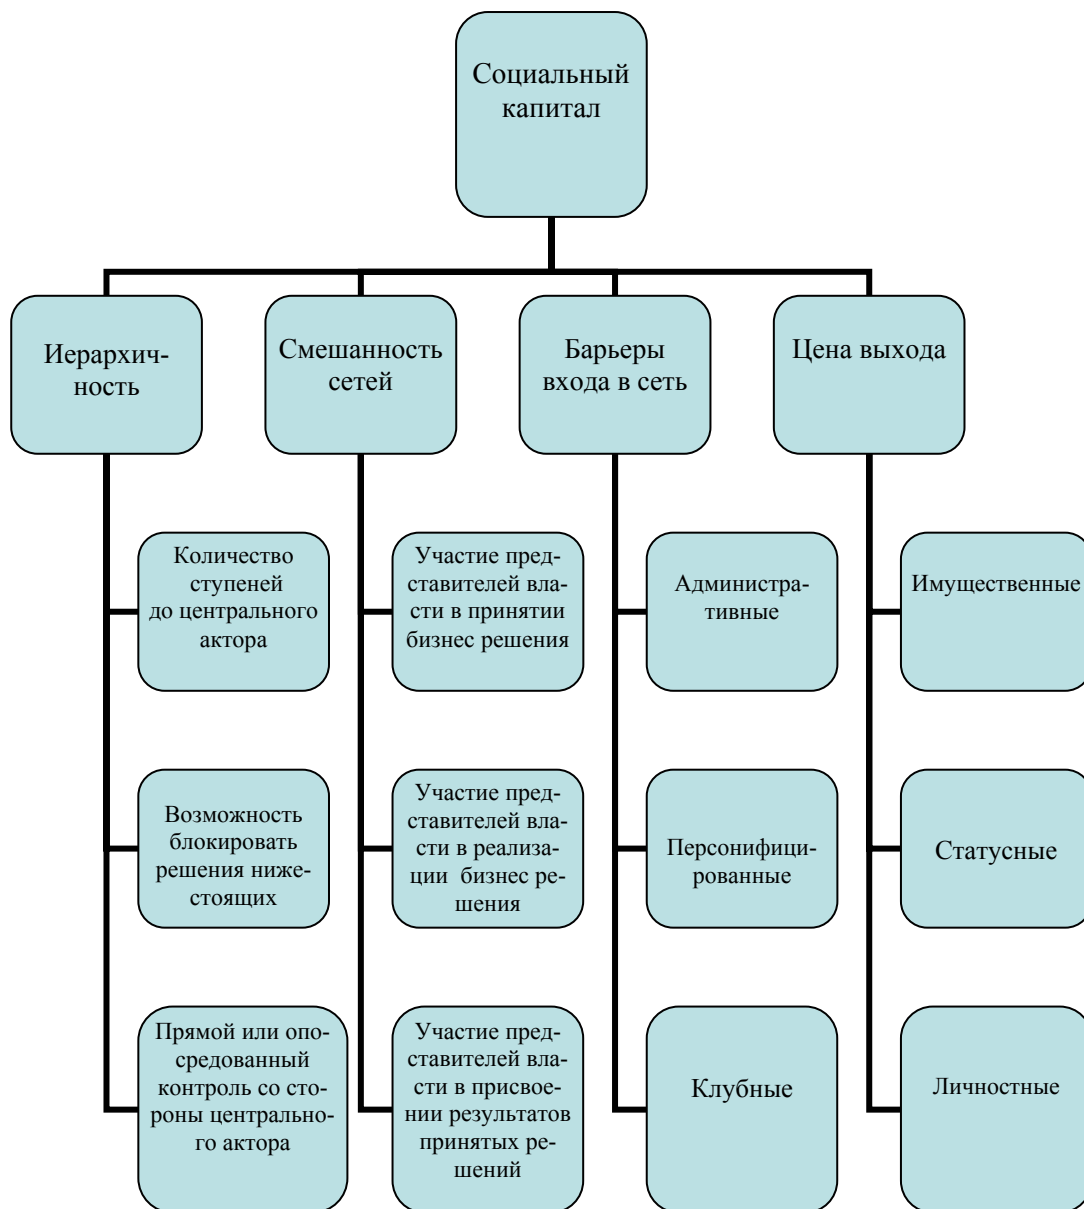 Социальный
капитал
Иерархич-
ность
Смешанность
сетей
Барьеры
входа в сеть
Цена выхода
Количество
ступеней
до центрального
актора
Участие пред-
ставителей вла-
сти в принятии
бизнес решения
Административ-
тивные
Имущественные
Возможность
блокировать
решения ниже-
стоящих
Участие пред-
ставителей вла-
сти в реализа-
ции бизнес ре-
шения
Персонифици-
рованные
Статусные
Прямой или опо-
средованный
контроль со сто-
роны центрально-
го актора
Участие пред-
ставителей вла-
сти в присвое-
нии результатов
принятых ре-
шений
Клубные
Личностные